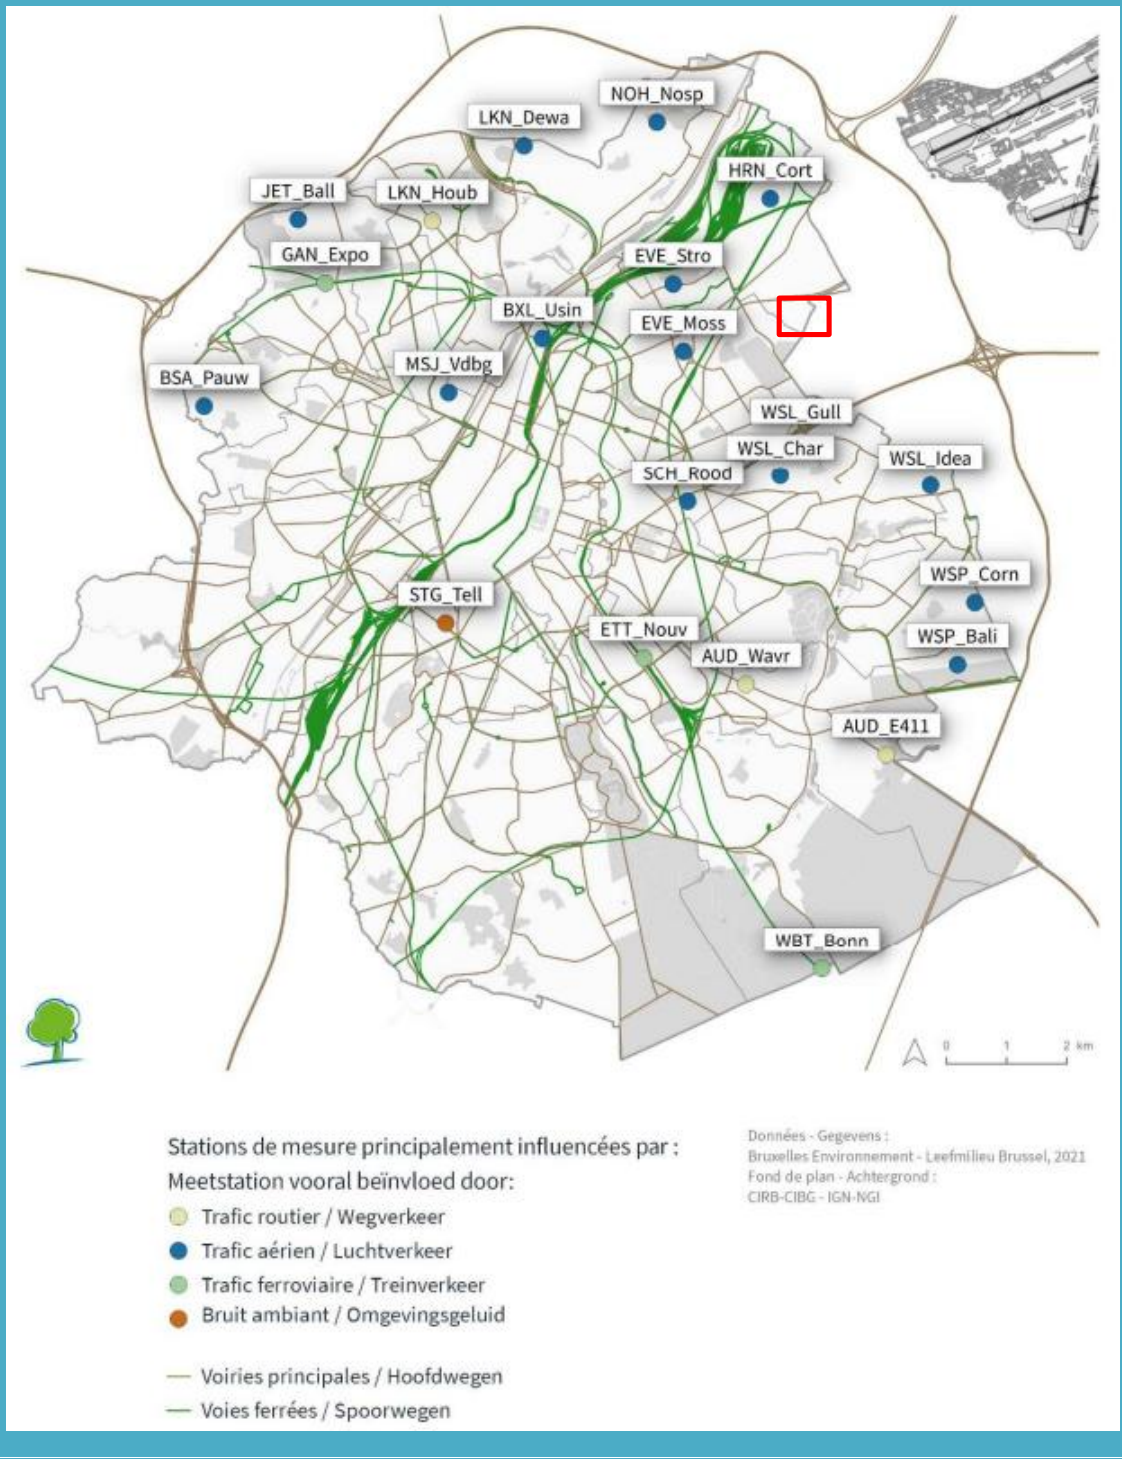 NOH_Nosp
LKN_Dewa
HRN_Cort
JET_Ball
LKN_Houb
GAN_Expo
EVE_Stro
BXL_Usin
EVE_Moss
MSJ_Vdbg
BSA_Pauw
WSL_Gull
WSL_Char
WSL_Idea
SCH_Rood
WSP_Corn
STG_Tell
ETT_Nouv
WSP_Bali
AUD_Wavr
AUD_E411
WBT_Bonn
0 1 2 km
Stations de mesure principalement influencées par :
Meetstation vooral beïnvloed door:
Trafic routier / Wegverkeer
Trafic aérien / Luchtverkeer
Trafic ferroviaire / Treinverkeer
Bruit ambiant / Omgevingsgeluid
Voiries principales / Hoofdwegen
Voies ferrées / Spoorwegen
Données - Gegevens :
Bruxelles Environnement - Leefmilieu Brussel, 2021
Fond de plan - Achtergrond :
CIRB-CIBG - IGN-NGI